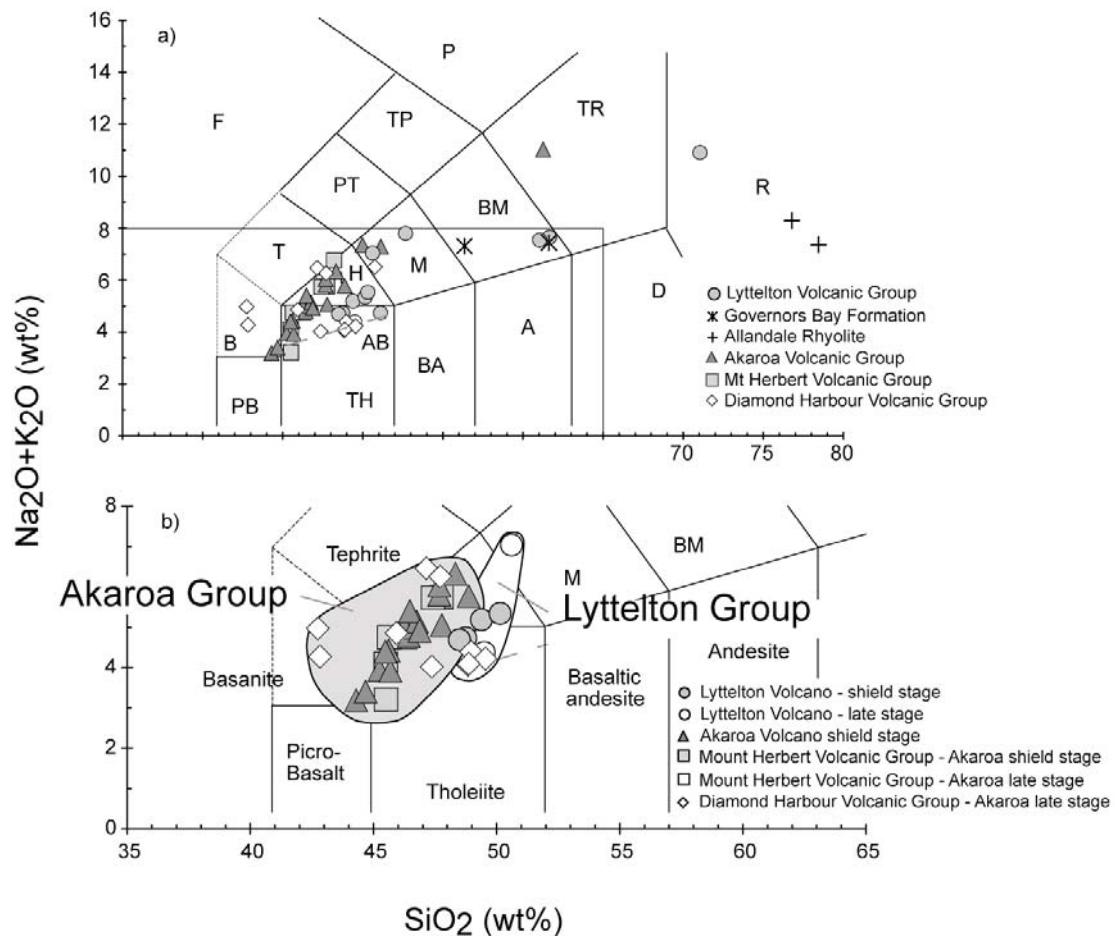 Na2O+K2O (wt%)
a)
16
14
12
10
8
6
4
2
0
P
F
TP
TR
PT
R
T
BM
H
M
D
B
AB
BA
A
PB
TH
70
75
80
Lyttelton Volcanic Group
Governors Bay Formation
Allandale Rhyolite
Akaroa Volcanic Group
Mt Herbert Volcanic Group
Diamond Harbour Volcanic Group
b)
8
6
4
2
0
Tephrite
M
BM
Akaroa Group
Lyttelton Group
Basanite
Basaltic
andesite
Andesite
Picro-
Basalt
Tholeiite
Lyttelton Volcano - shield stage
Lyttelton Volcano - late stage
Akaroa Volcano shield stage
Mount Herbert Volcanic Group - Akaroa shield stage
Mount Herbert Volcanic Group - Akaroa late stage
Diamond Harbour Volcanic Group - Akaroa late stage
35
40
45
50
55
60
65
SiO2 (wt%)